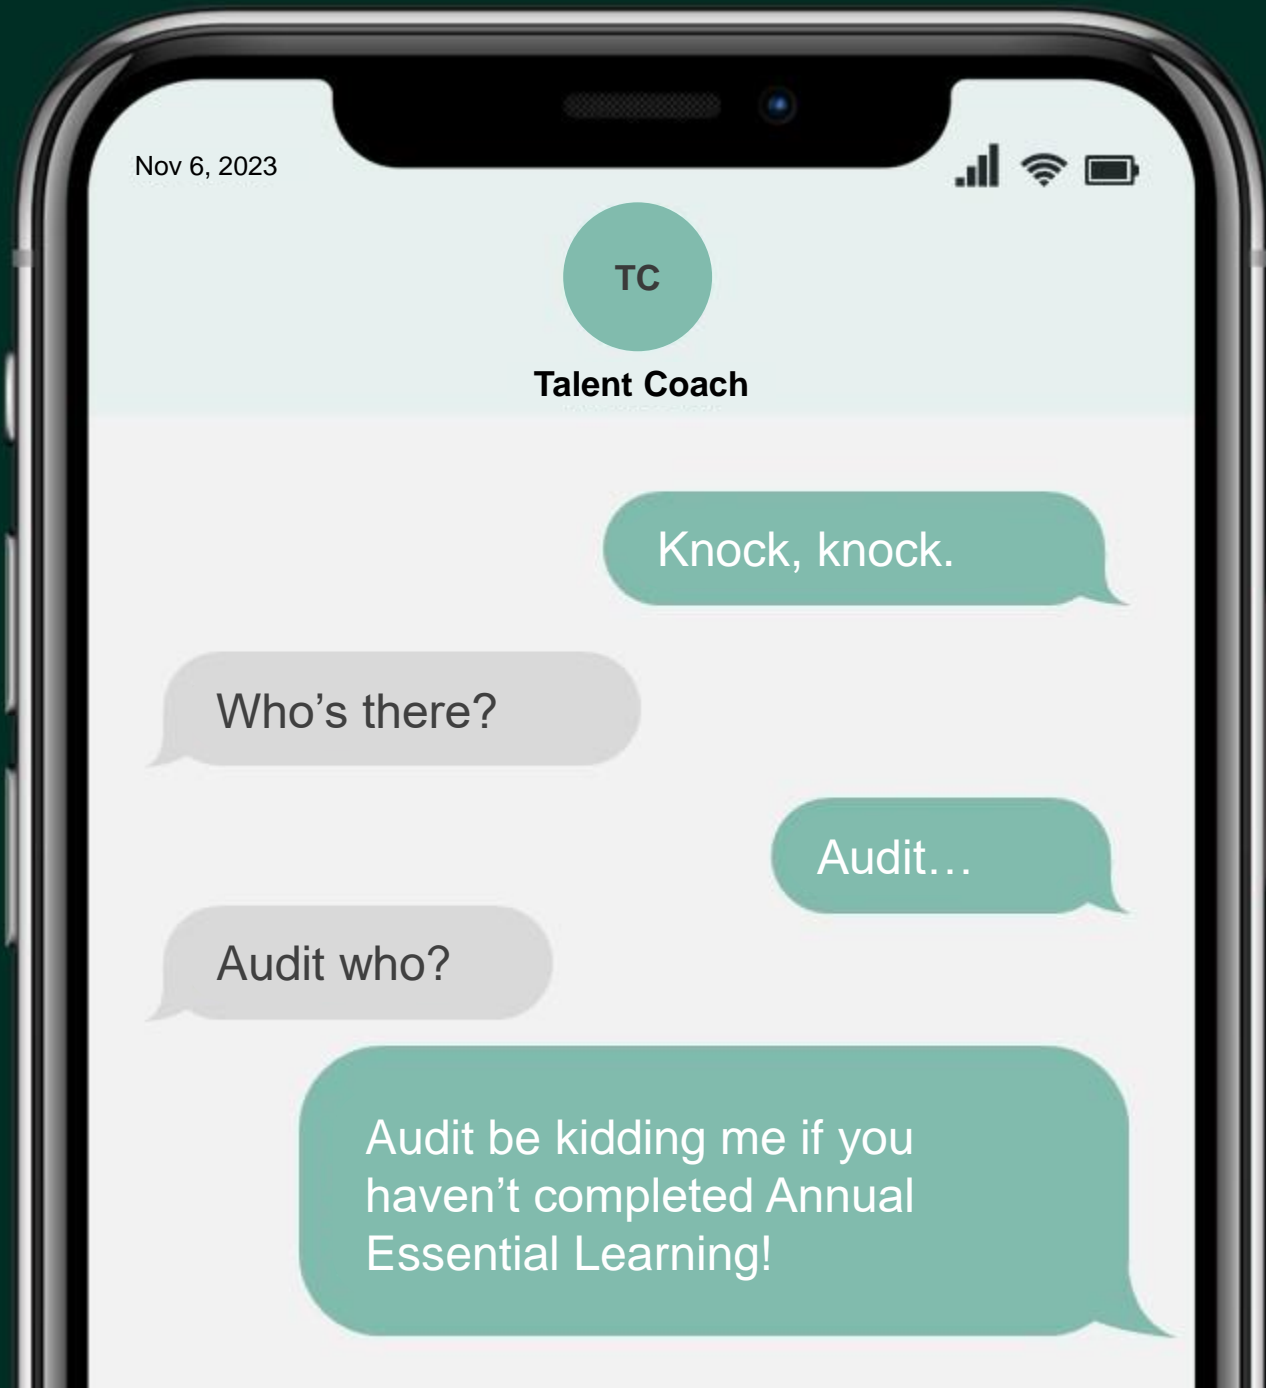 Nov 6, 2023
TC
Talent Coach
Knock, knock.
Who’s there?
Audit…
Audit who?
Audit be kidding me if you
haven’t completed Annual
Essential Learning!